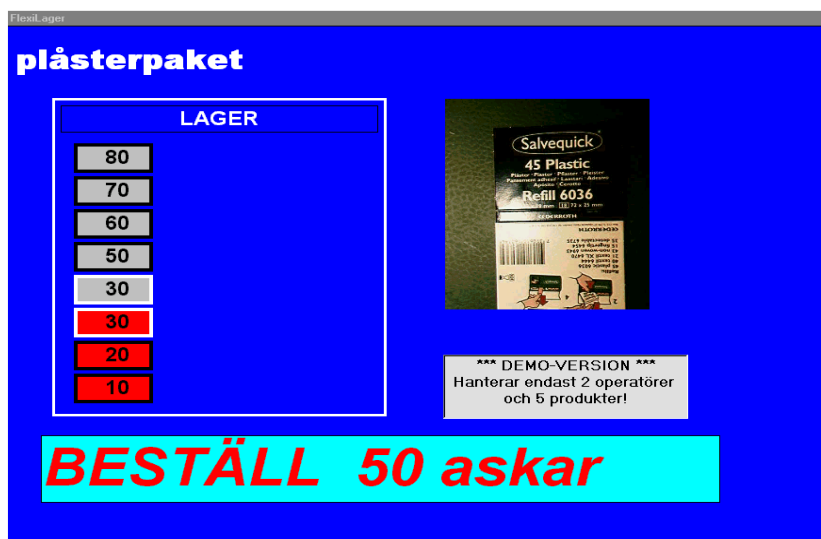 FlexiLager
plåsterpaket
LAGER
80
70
60
50
30
30
20
10
Salvequick
45 Plastic
Refill 6036
CEDERROTH
*** DEMO-VERSION ***
Hanterar endast 2 operatörer
och 5 produkter!
BESTÄLL 50 askar